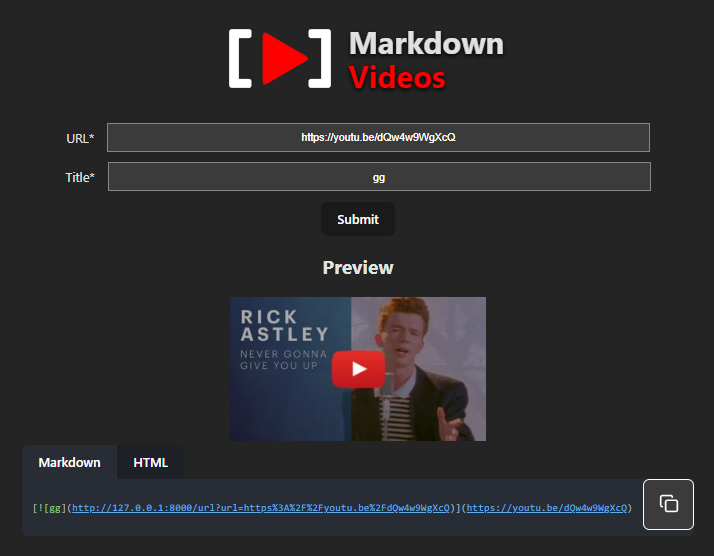 Markdown
Videos
URL* https://youtu.be/dQw4w9WgXcQ
Title* gg
Submit
Preview
RICK
ASTLEY
NEVER GONNA
GIVE YOU UP
Markdown HTML
[![gg](http://127.0.0.1:8000/url?url=https%3A%2F%2Fyoutu.be%2FdQw4w9WgXcQ)](https://youtu.be/dQw4w9WgXcQ)